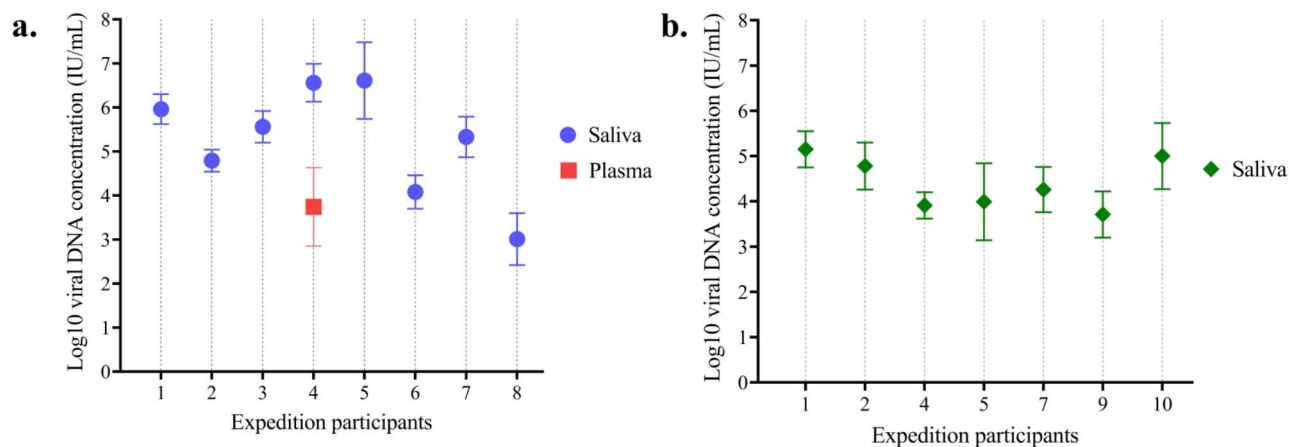 a.
Log10 viral DNA concentration (IU/mL)
8
7
6
5
4
3
2
1
0
1 2 3 4 5 6 7 8
Expedition participants
Saliva
Plasma
b.
Log10 viral DNA concentration (IU/mL)
8
7
6
5
4
3
2
1
0
1 2 4 5 7 9 10
Expedition participants
Saliva